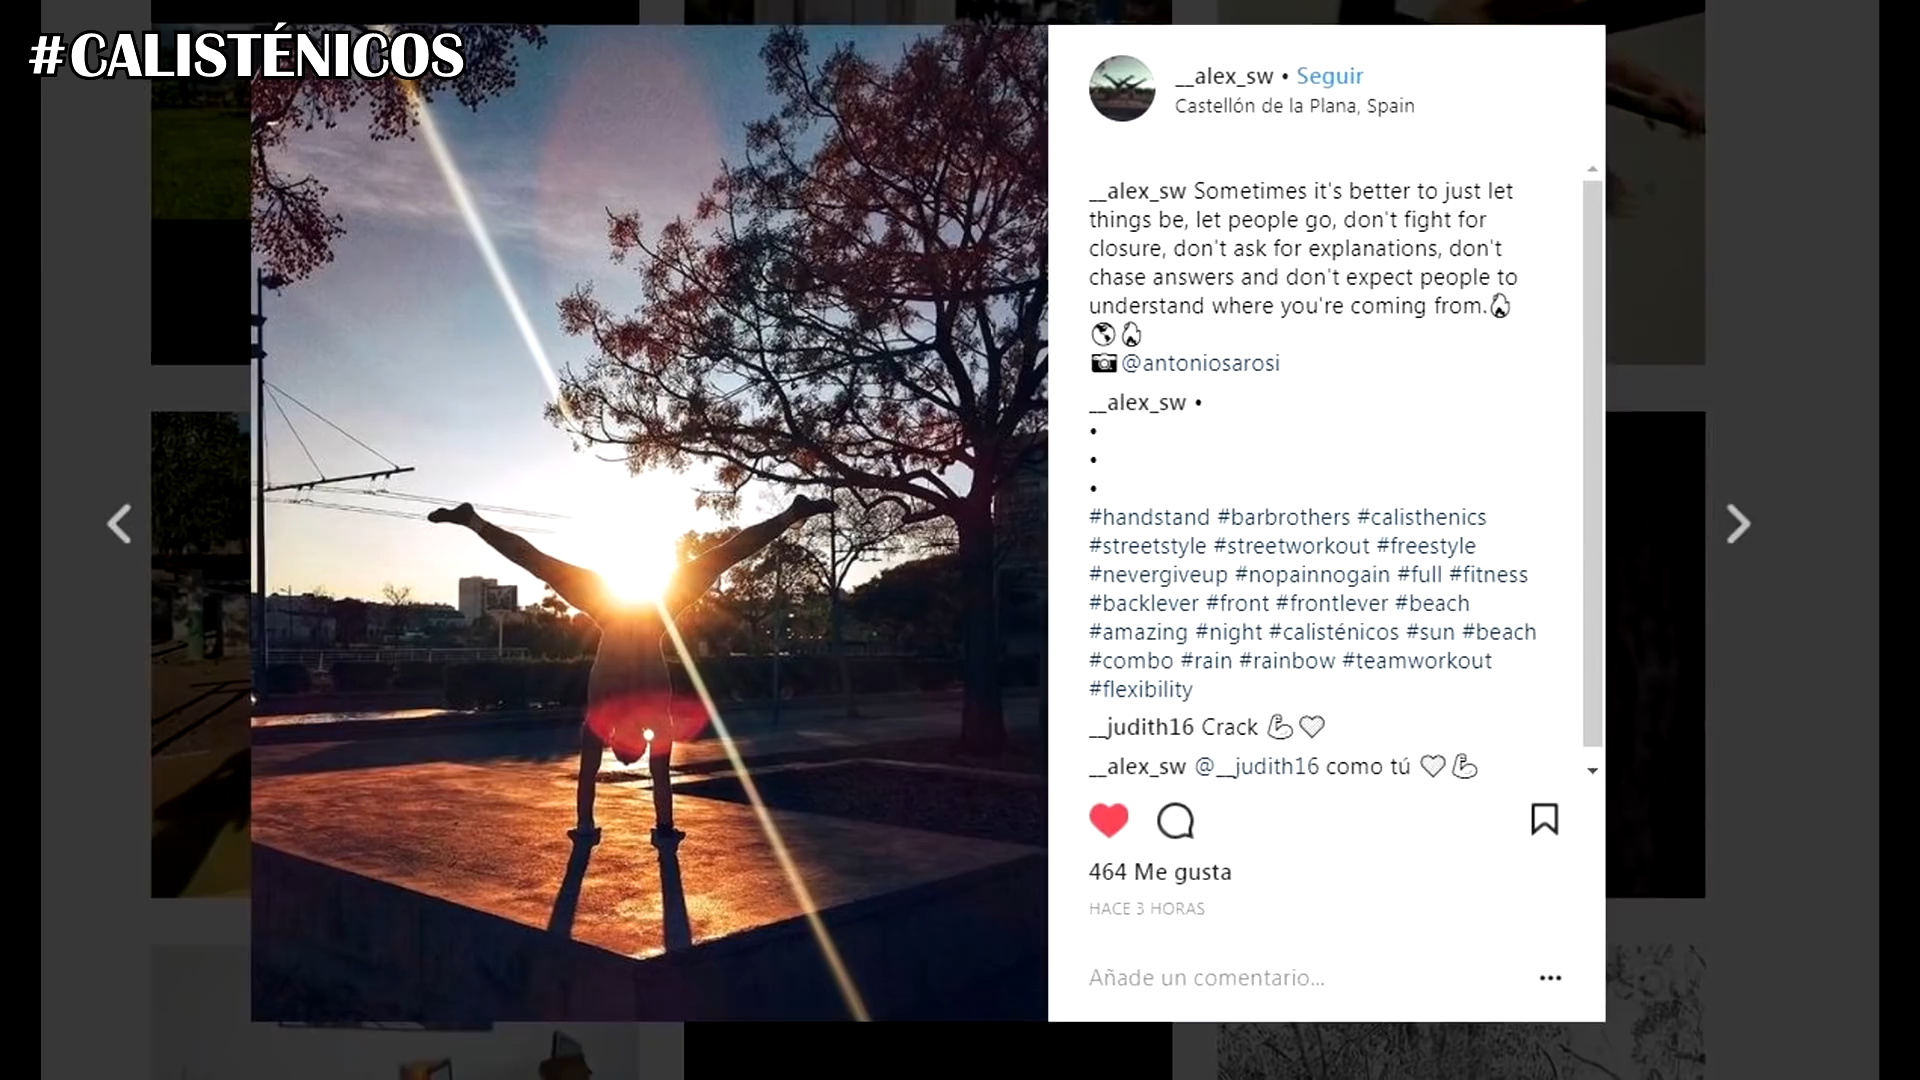 #CALISTÉNICOS
__alex_sw • Seguir
Castellón de la Plana, Spain
__alex_sw Sometimes it's better to just let
things be, let people go, don't fight for
closure, don't ask for explanations, don't
chase answers and don't expect people to
understand where you're coming from.🔥
🌎🔥
📷@antoniosarosi
__alex_sw •
•
•
•
#handstand #barbrothers #calisthenics
#streetstyle #streetworkout #freestyle
#nevergiveup #nopainnogain #full #fitness
#backlever #front #frontlever #beach
#amazing #night #calisténicos #sun #beach
#combo #rain #rainbow #teamworkout
#flexibility
__judith16 Crack 💪🤍
__alex_sw @__judith16 como tú 🤍💪
464 Me gusta
HACE 3 HORAS
Añade un comentario...